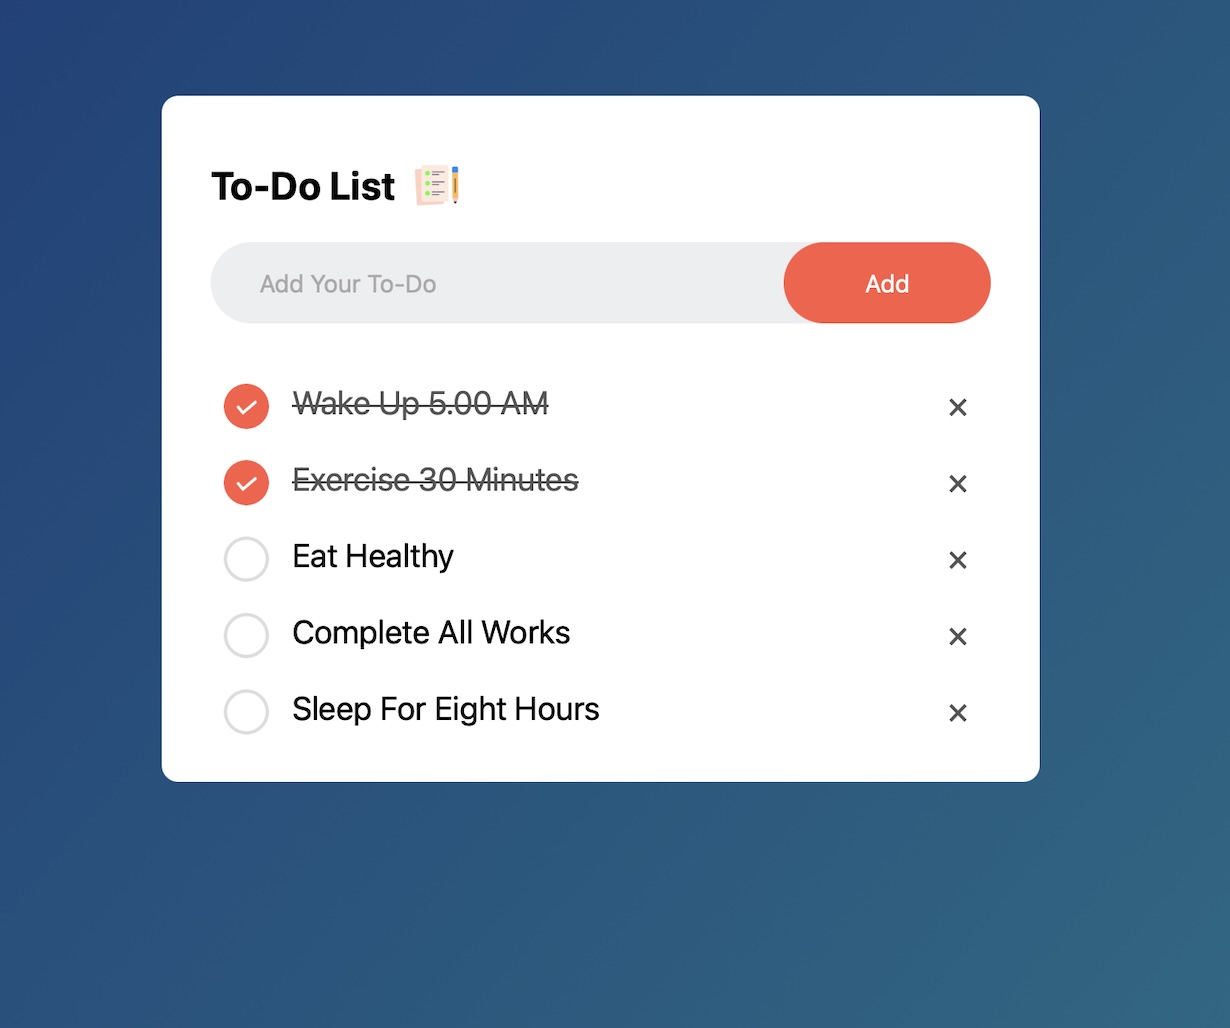 To-Do List
Add Your To-Do
Add
Wake Up 5.00 AM
Exercise 30 Minutes
Eat Healthy
Complete All Works
Sleep For Eight Hours